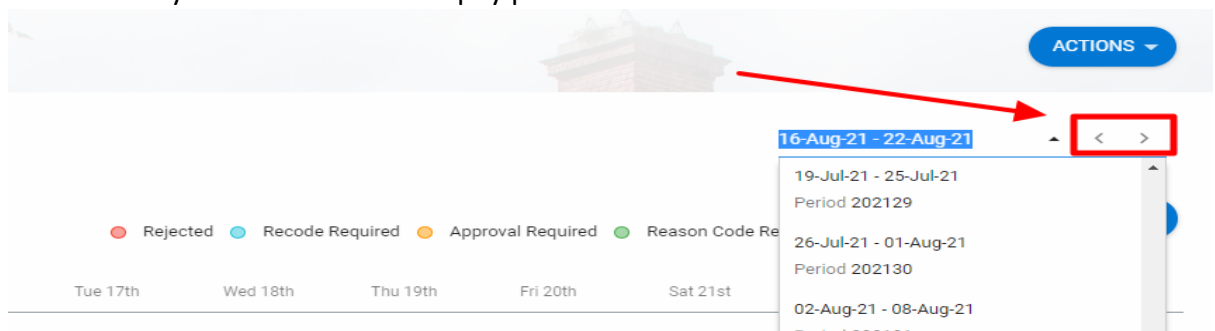 ACTIONS
16-Aug-21 - 22-Aug-21
< >
19-Jul-21 - 25-Jul-21
Period 202129
Rejected Recode Required Approval Required Reason Code Re
26-Jul-21 - 01-Aug-21
Period 202130
Tue 17th Wed 18th Thu 19th Fri 20th Sat 21st
02-Aug-21 - 08-Aug-21